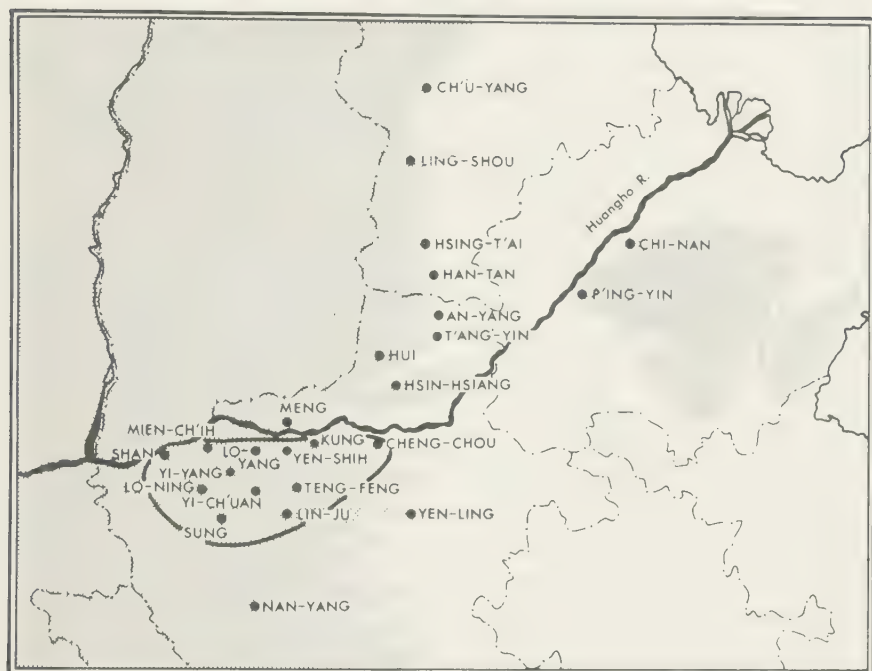 CH'Ü-YANG
LING-SHOU
Huangho R.
HSING-T'AI
CHI-NAN
HAN-TAN
P'ING-YIN
AN-YANG
T'ANG-YIN
HUI
HSIN-HSIANG
MENG
MIEN-CH'IH
KUNG
CHENG-CHOU
SHAN
LO-
YANG
YEN-SHIH
YI-YANG
LO-NING
TENG-FENG
YI-CH'UAN
LIN-JU
YEN-LING
SUNG
NAN-YANG